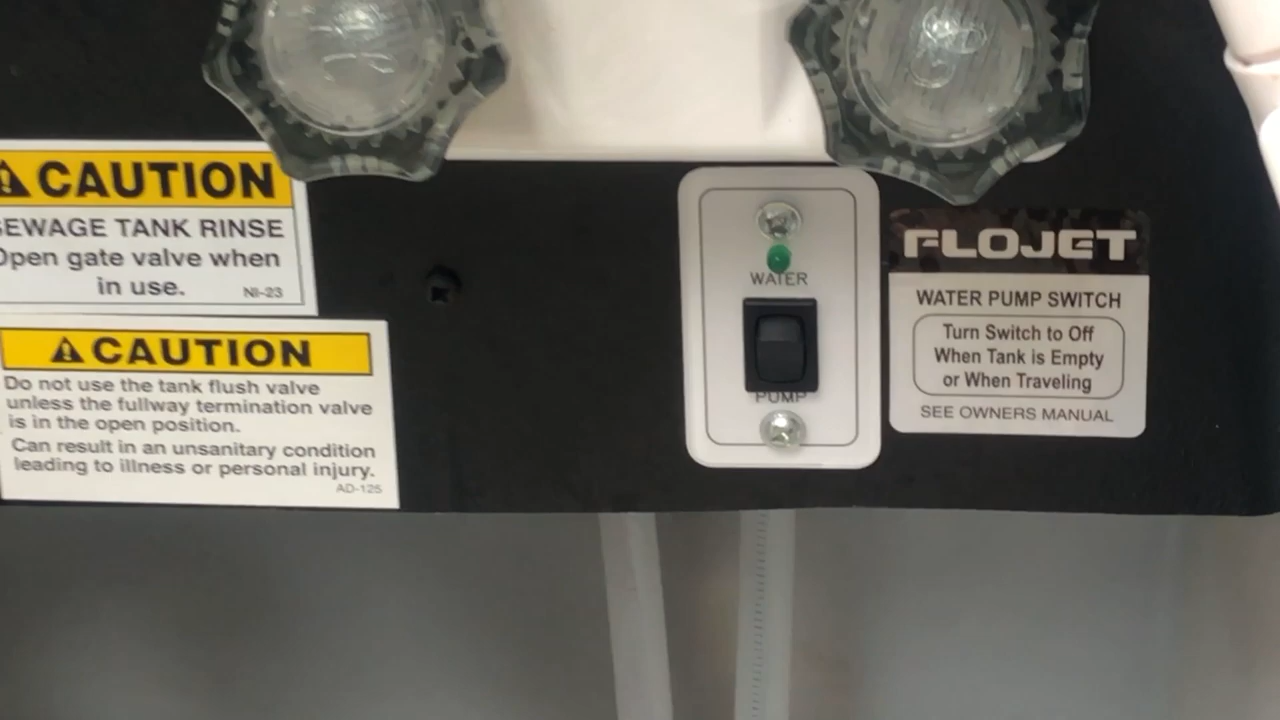 CAUTION
SEWAGE TANK RINSE
Open gate valve when
in use.
NI-23
CAUTION
Do not use the tank flush valve
unless the fullway termination valve
is in the open position.
Can result in an unsanitary condition
leading to illness or personal injury.
AD-125
WATER
PUMP
FLOJET
WATER PUMP SWITCH
Turn Switch to Off
When Tank is Empty
or When Traveling
SEE OWNERS MANUAL